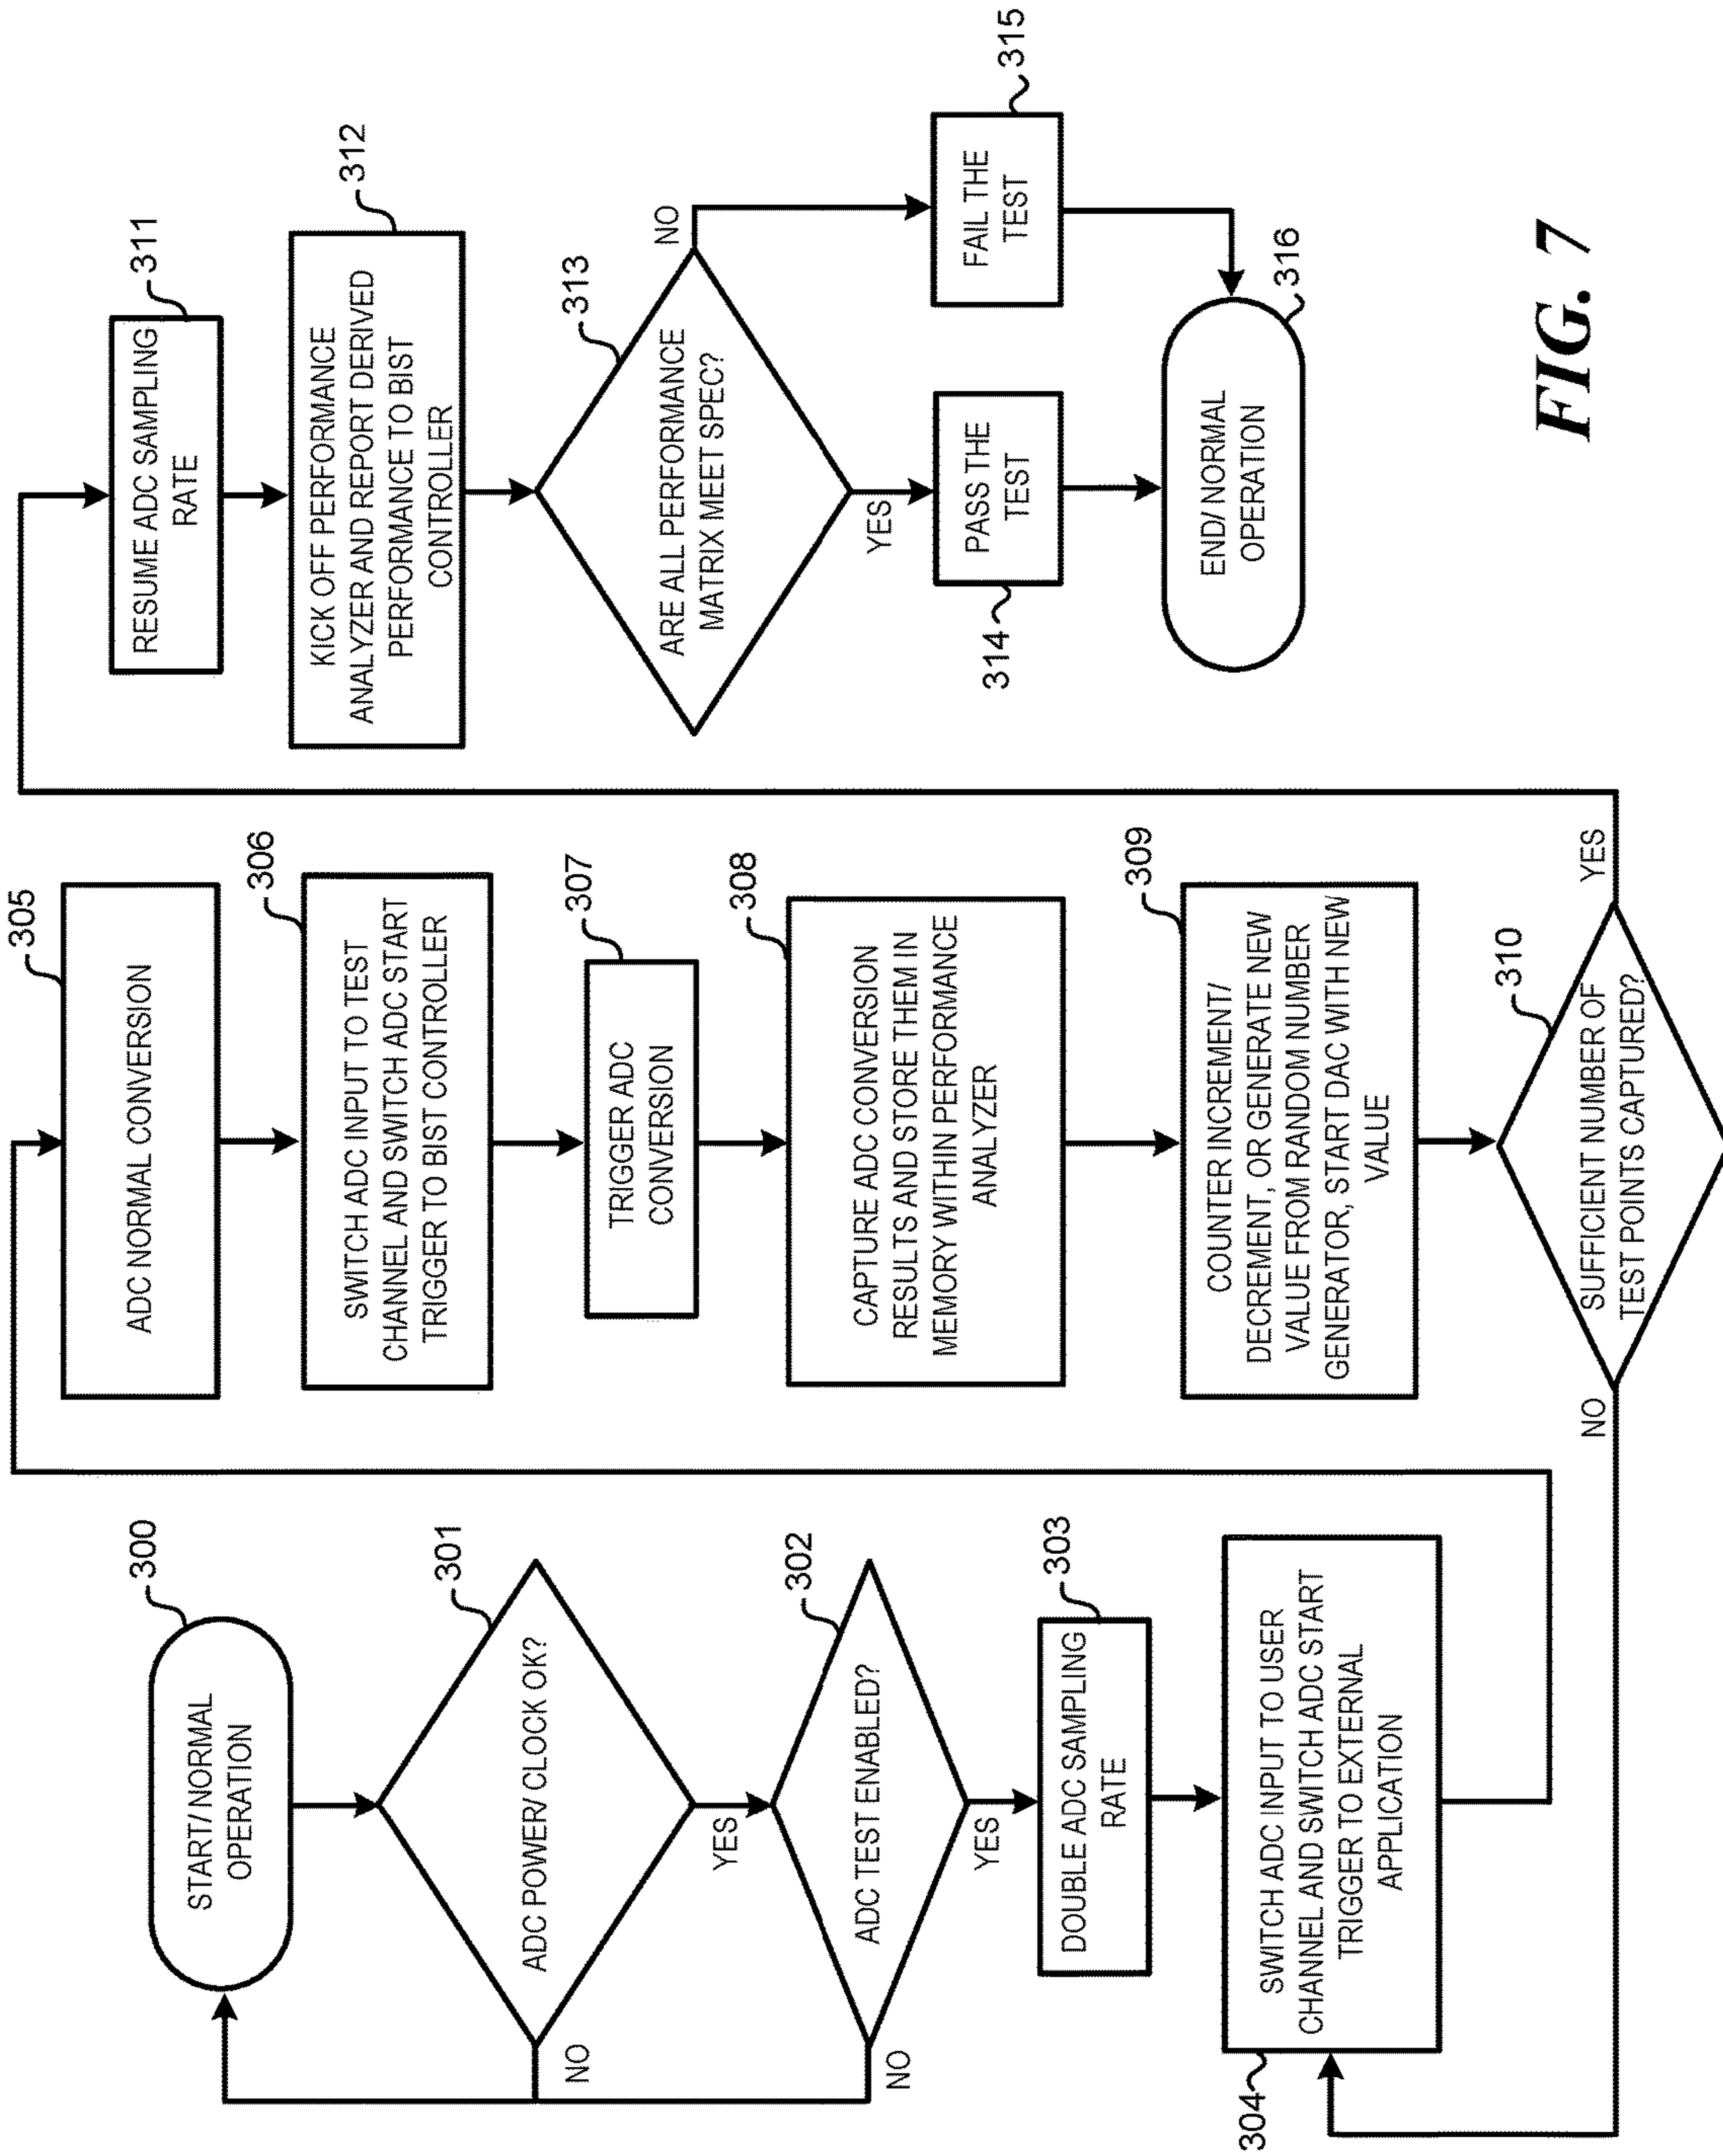 300
START/ NORMAL
OPERATION
301
ADC POWER/ CLOCK OK?
NO
YES
302
ADC TEST ENABLED?
NO
YES
303
DOUBLE ADC SAMPLING
RATE
304
SWITCH ADC INPUT TO USER
CHANNEL AND SWITCH ADC START
TRIGGER TO EXTERNAL
APPLICATION
305
ADC NORMAL CONVERSION
306
SWITCH ADC INPUT TO TEST
CHANNEL AND SWITCH ADC START
TRIGGER TO BIST CONTROLLER
307
TRIGGER ADC
CONVERSION
308
CAPTURE ADC CONVERSION
RESULTS AND STORE THEM IN
MEMORY WITHIN PERFORMANCE
ANALYZER
309
COUNTER INCREMENT/
DECREMENT, OR GENERATE NEW
VALUE FROM RANDOM NUMBER
GENERATOR, START DAC WITH NEW
VALUE
310
SUFFICIENT NUMBER OF
TEST POINTS CAPTURED?
NO
YES
311
RESUME ADC SAMPLING
RATE
312
KICK OFF PERFORMANCE
ANALYZER AND REPORT DERIVED
PERFORMANCE TO BIST
CONTROLLER
313
ARE ALL PERFORMANCE
MATRIX MEET SPEC?
NO
YES
314
PASS THE
TEST
315
FAIL THE
TEST
316
END/ NORMAL
OPERATION
FIG. 7